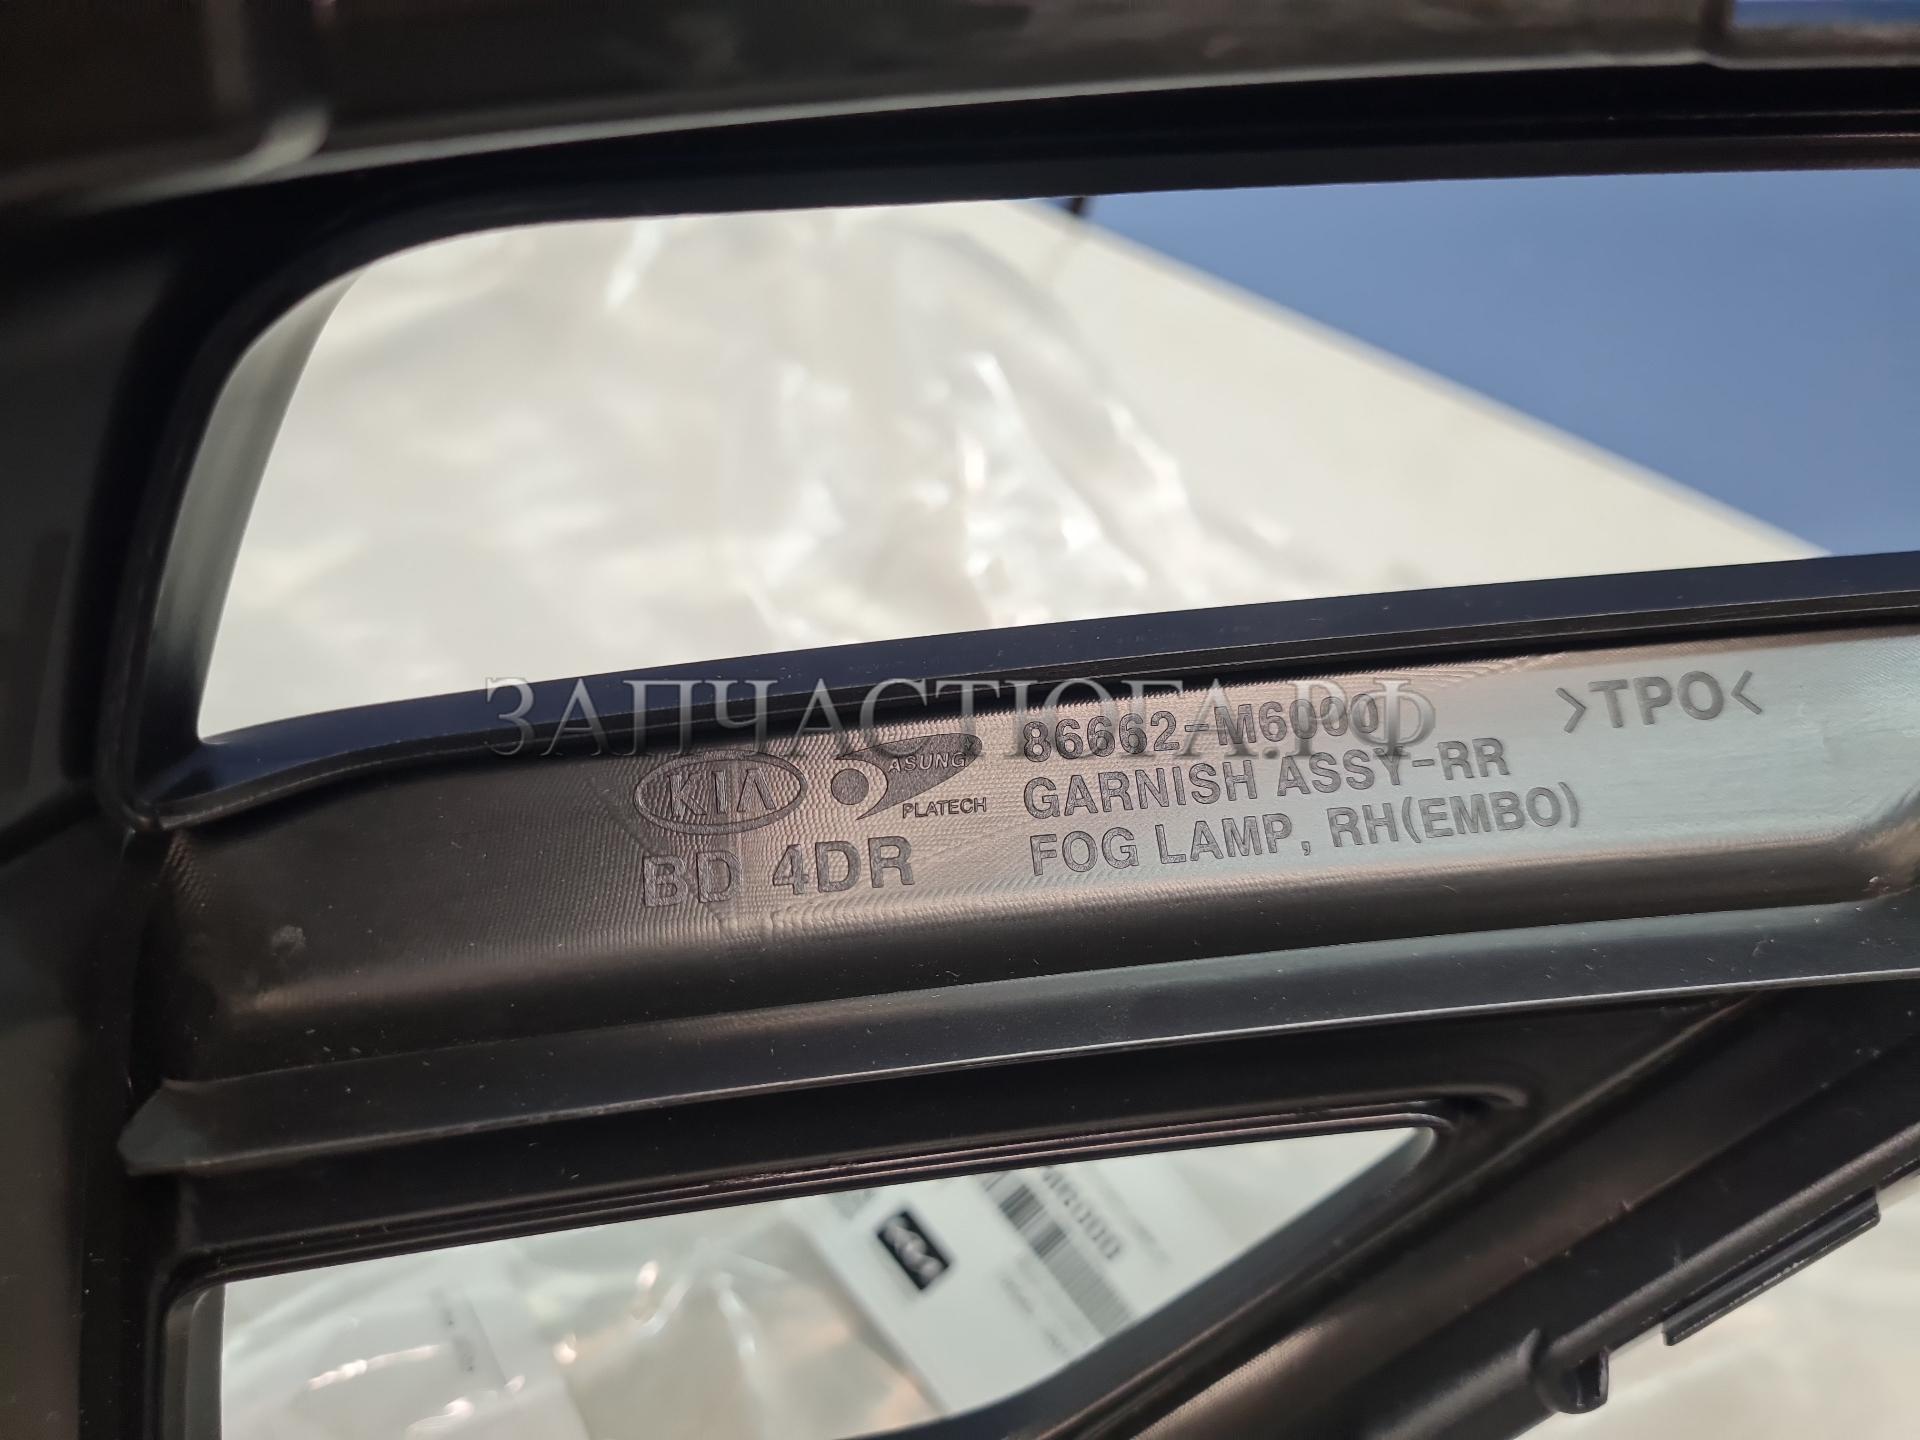 ЗАПЧАСТЮГА.РФ
86662-M6000
>TPO<
KIA
ASUNG
PLATECH
GARNISH ASSY-RR
BD 4DR
FOG LAMP, RH(EMBO)